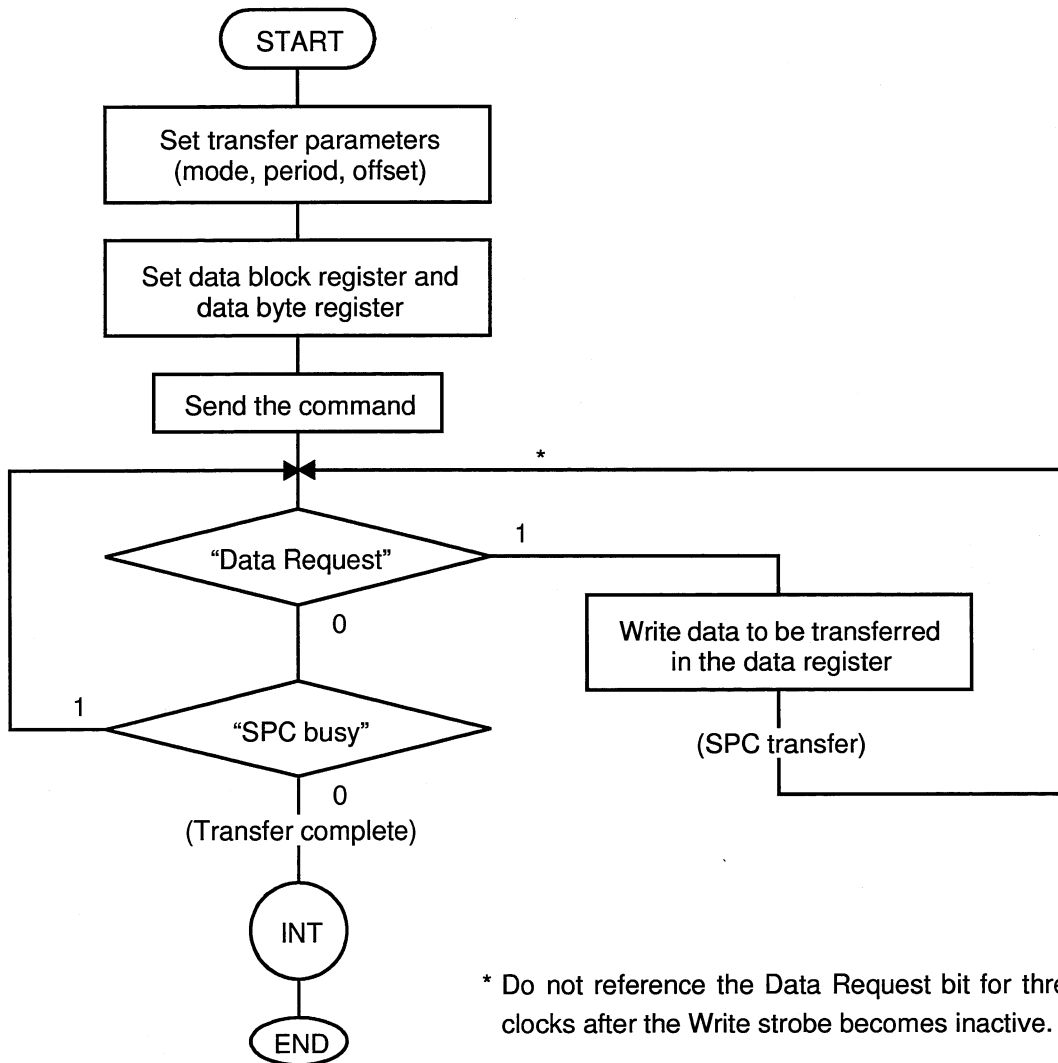 START
Set transfer parameters
(mode, period, offset)
Set data block register and
data byte register
Send the command
*
“Data Request”
1
0
Write data to be transferred
in the data register
(SPC transfer)
1
“SPC busy”
0
(Transfer complete)
INT
* Do not reference the Data Request bit for
clocks after the Write strobe becomes inactive.
END